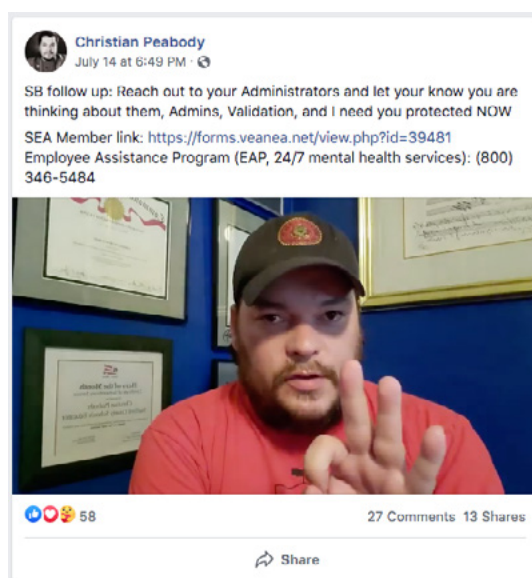 Christian Peabody
July 14 at 6:49 PM ·
SB follow up: Reach out to your Administrators and let your know you are
thinking about them, Admins, Validation, and I need you protected NOW
SEA Member link: https://forms.veanea.net/view.php?id=39481
Employee Assistance Program (EAP, 24/7 mental health services): (800)
346-5484
58
27 Comments 13 Shares
Share